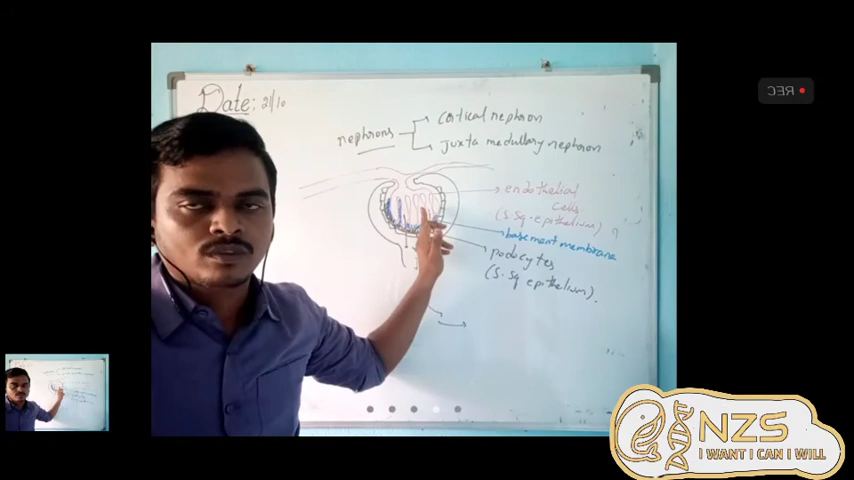 Date: 21/10
nephrons
cortical nephron
Juxta medullary nephron
endothelial
cells
(S. Sq. epithelium)
basement membrane
podocytes
(S. Sq epithelium).
REC
NZS
I WANT I CAN I WILL